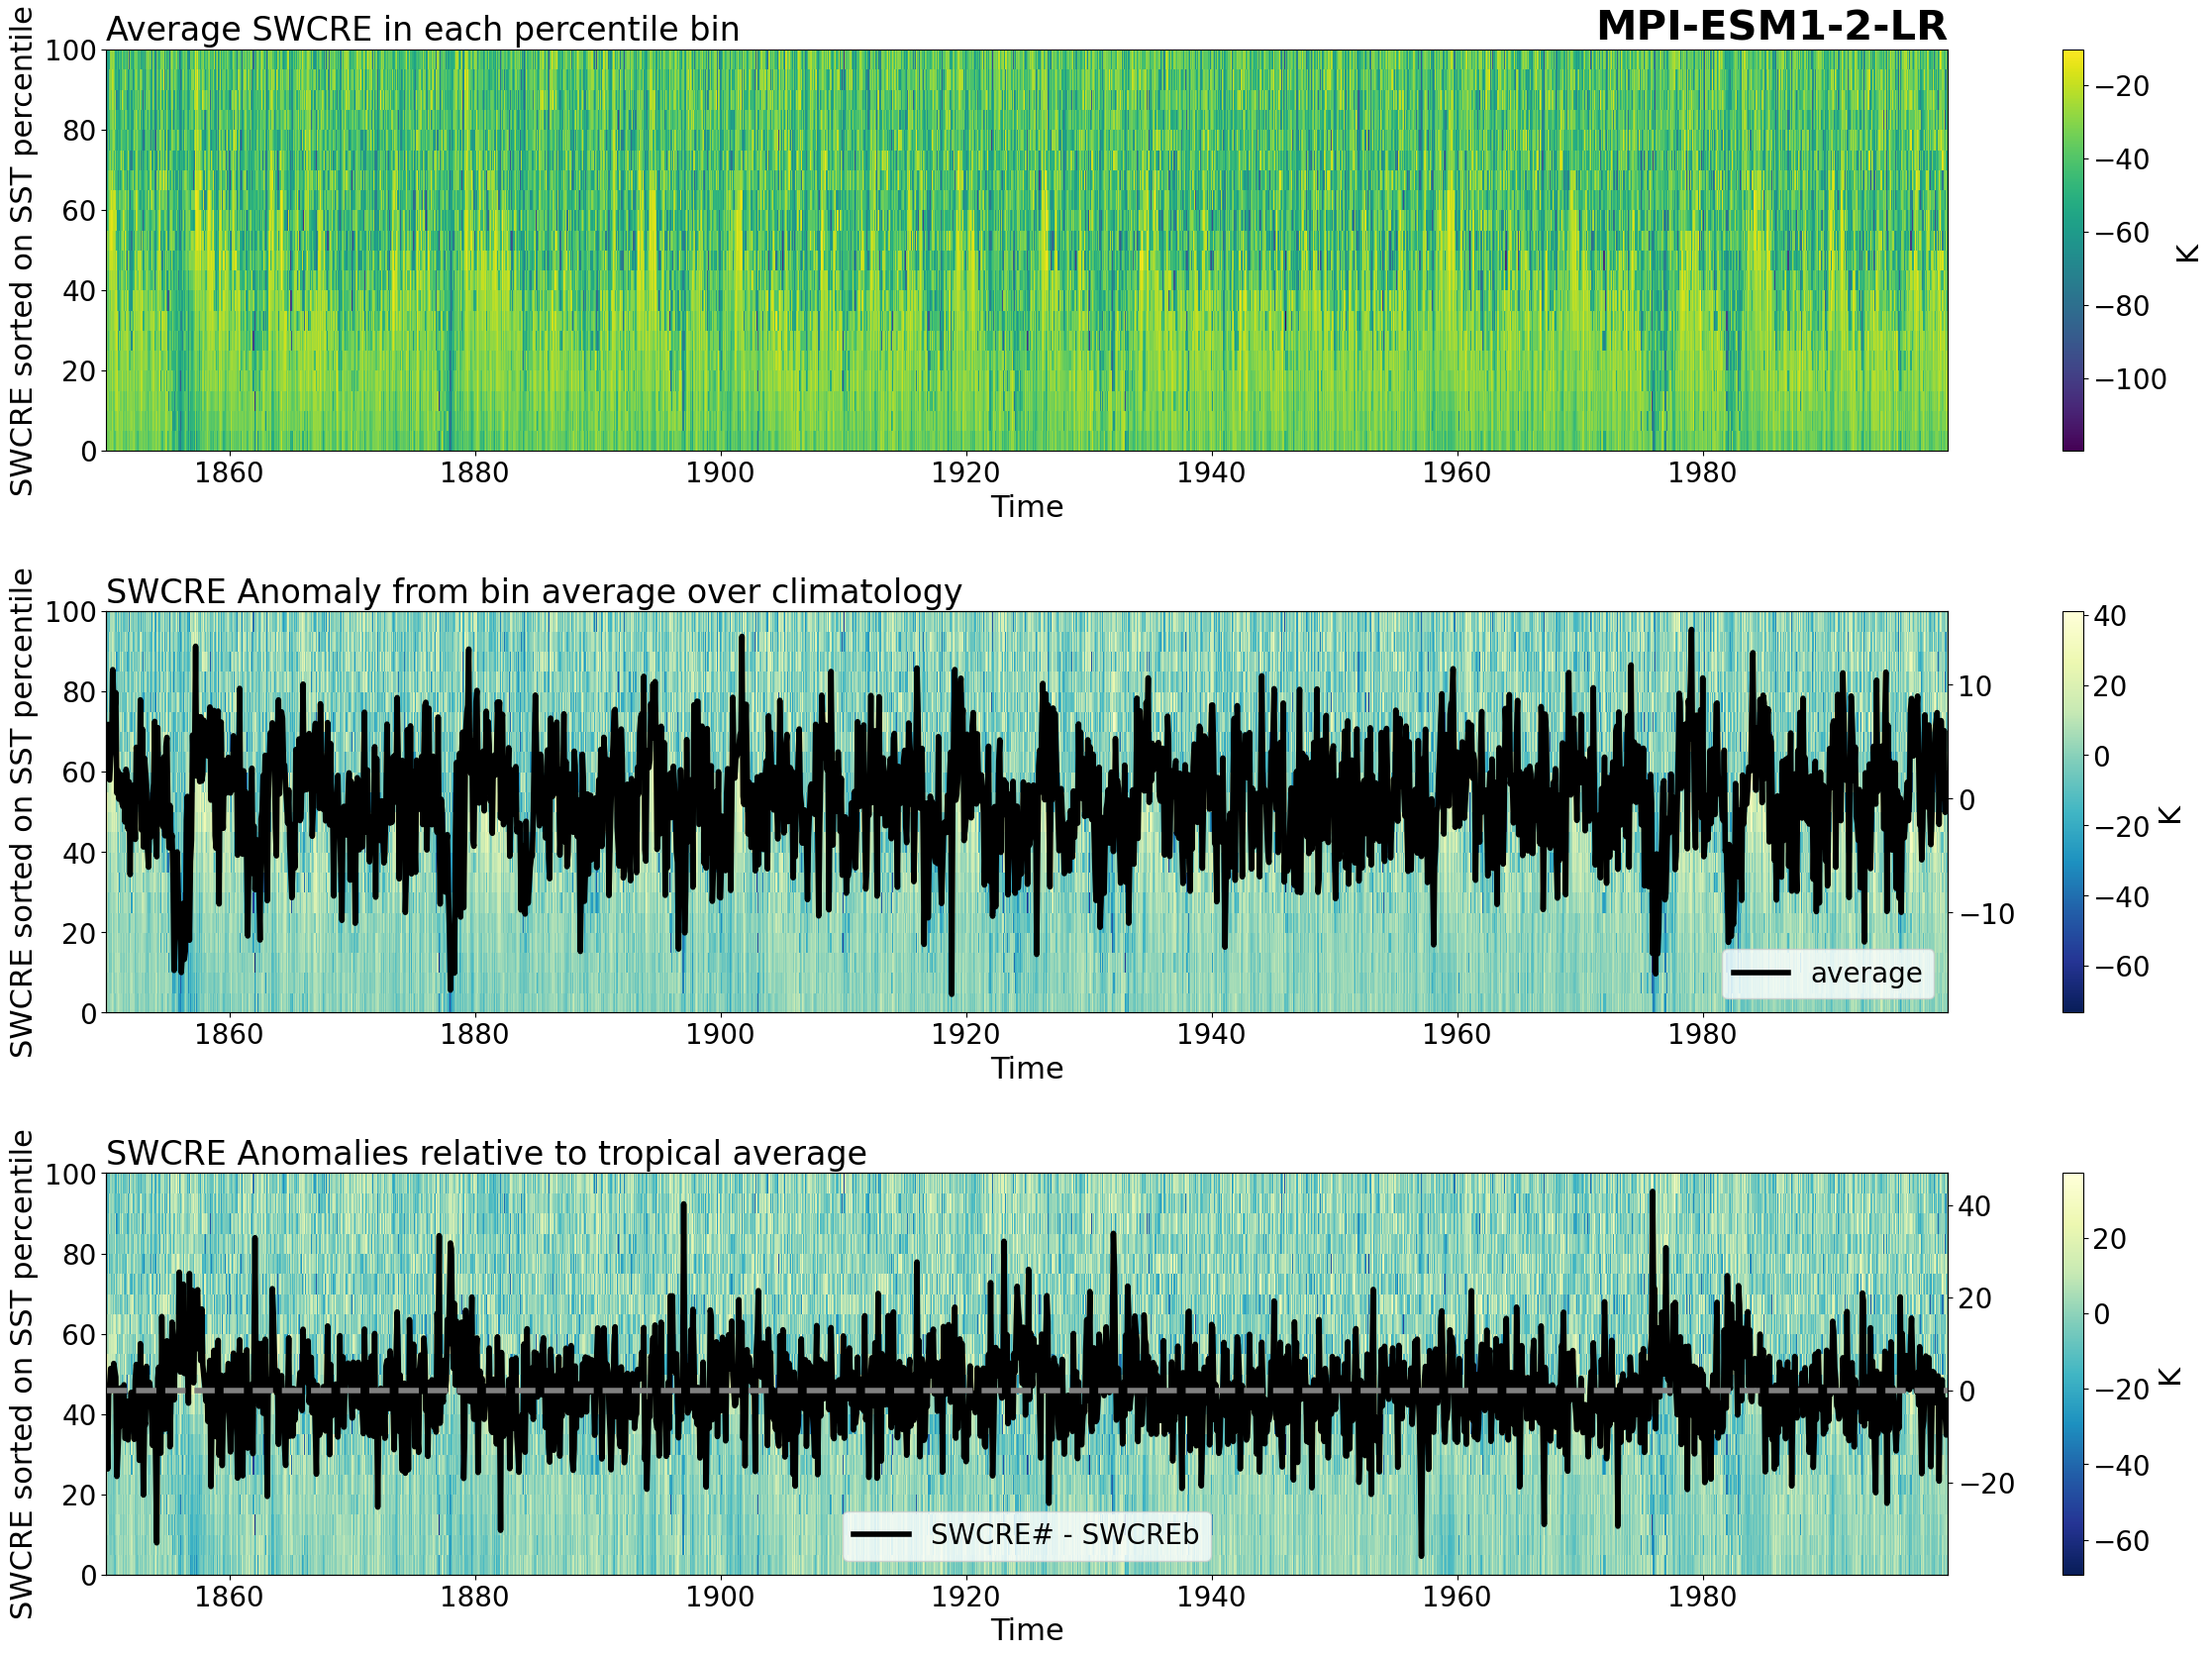 Average SWCRE in each percentile bin
MPI-ESM1-2-LR
SWCRE sorted on SST percentile
100
80
60
40
20
0
1860 1880 1900 1920 1940 1960 1980
Time
−20
−40
−60
−80
−100
K
SWCRE Anomaly from bin average over climatology
SWCRE sorted on SST percentile
100
80
60
40
20
0
1860 1880 1900 1920 1940 1960 1980
Time
10
0
−10
average
40
20
0
−20
−40
−60
K
SWCRE Anomalies relative to tropical average
SWCRE sorted on SST percentile
100
80
60
40
20
0
1860 1880 1900 1920 1940 1960 1980
Time
40
20
0
−20
SWCRE# - SWCREb
20
0
−20
−40
−60
K